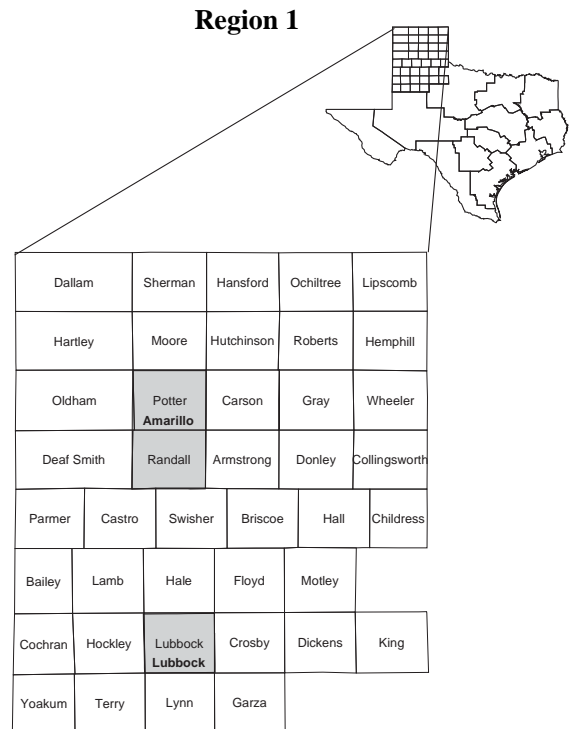 Region 1
Dallam Sherman Hansford Ochiltree Lipscomb
Hartley Moore Hutchinson Roberts Hemphill
Oldham Potter Carson Gray Wheeler
Amarillo
Deaf Smith Randall Armstrong Donley Collingsworth
Parmer Castro Swisher Briscoe Hall Childress
Bailey Lamb Hale Floyd Motley
Cochran Hockley Lubbock Crosby Dickens King
Lubbock
Yoakum Terry Lynn Garza